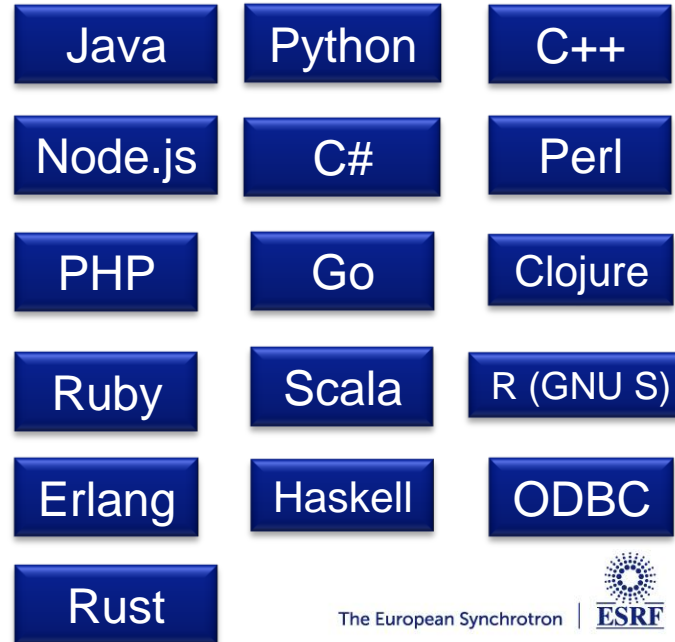 Java Python C++
Node.js C# Perl
PHP Go Clojure
Ruby Scala R (GNU S)
Erlang Haskell ODBC
Rust
The European Synchrotron | ESRF